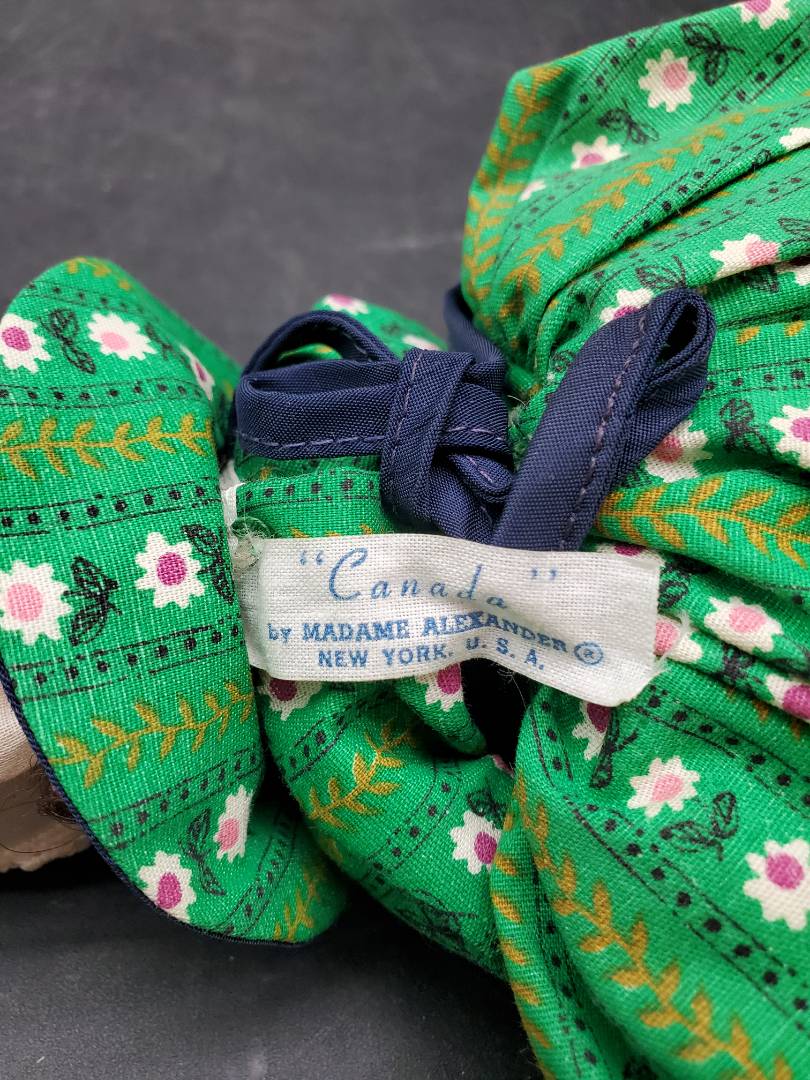 “Canada”
by MADAME ALEXANDER®
NEW YORK. U. S. A.